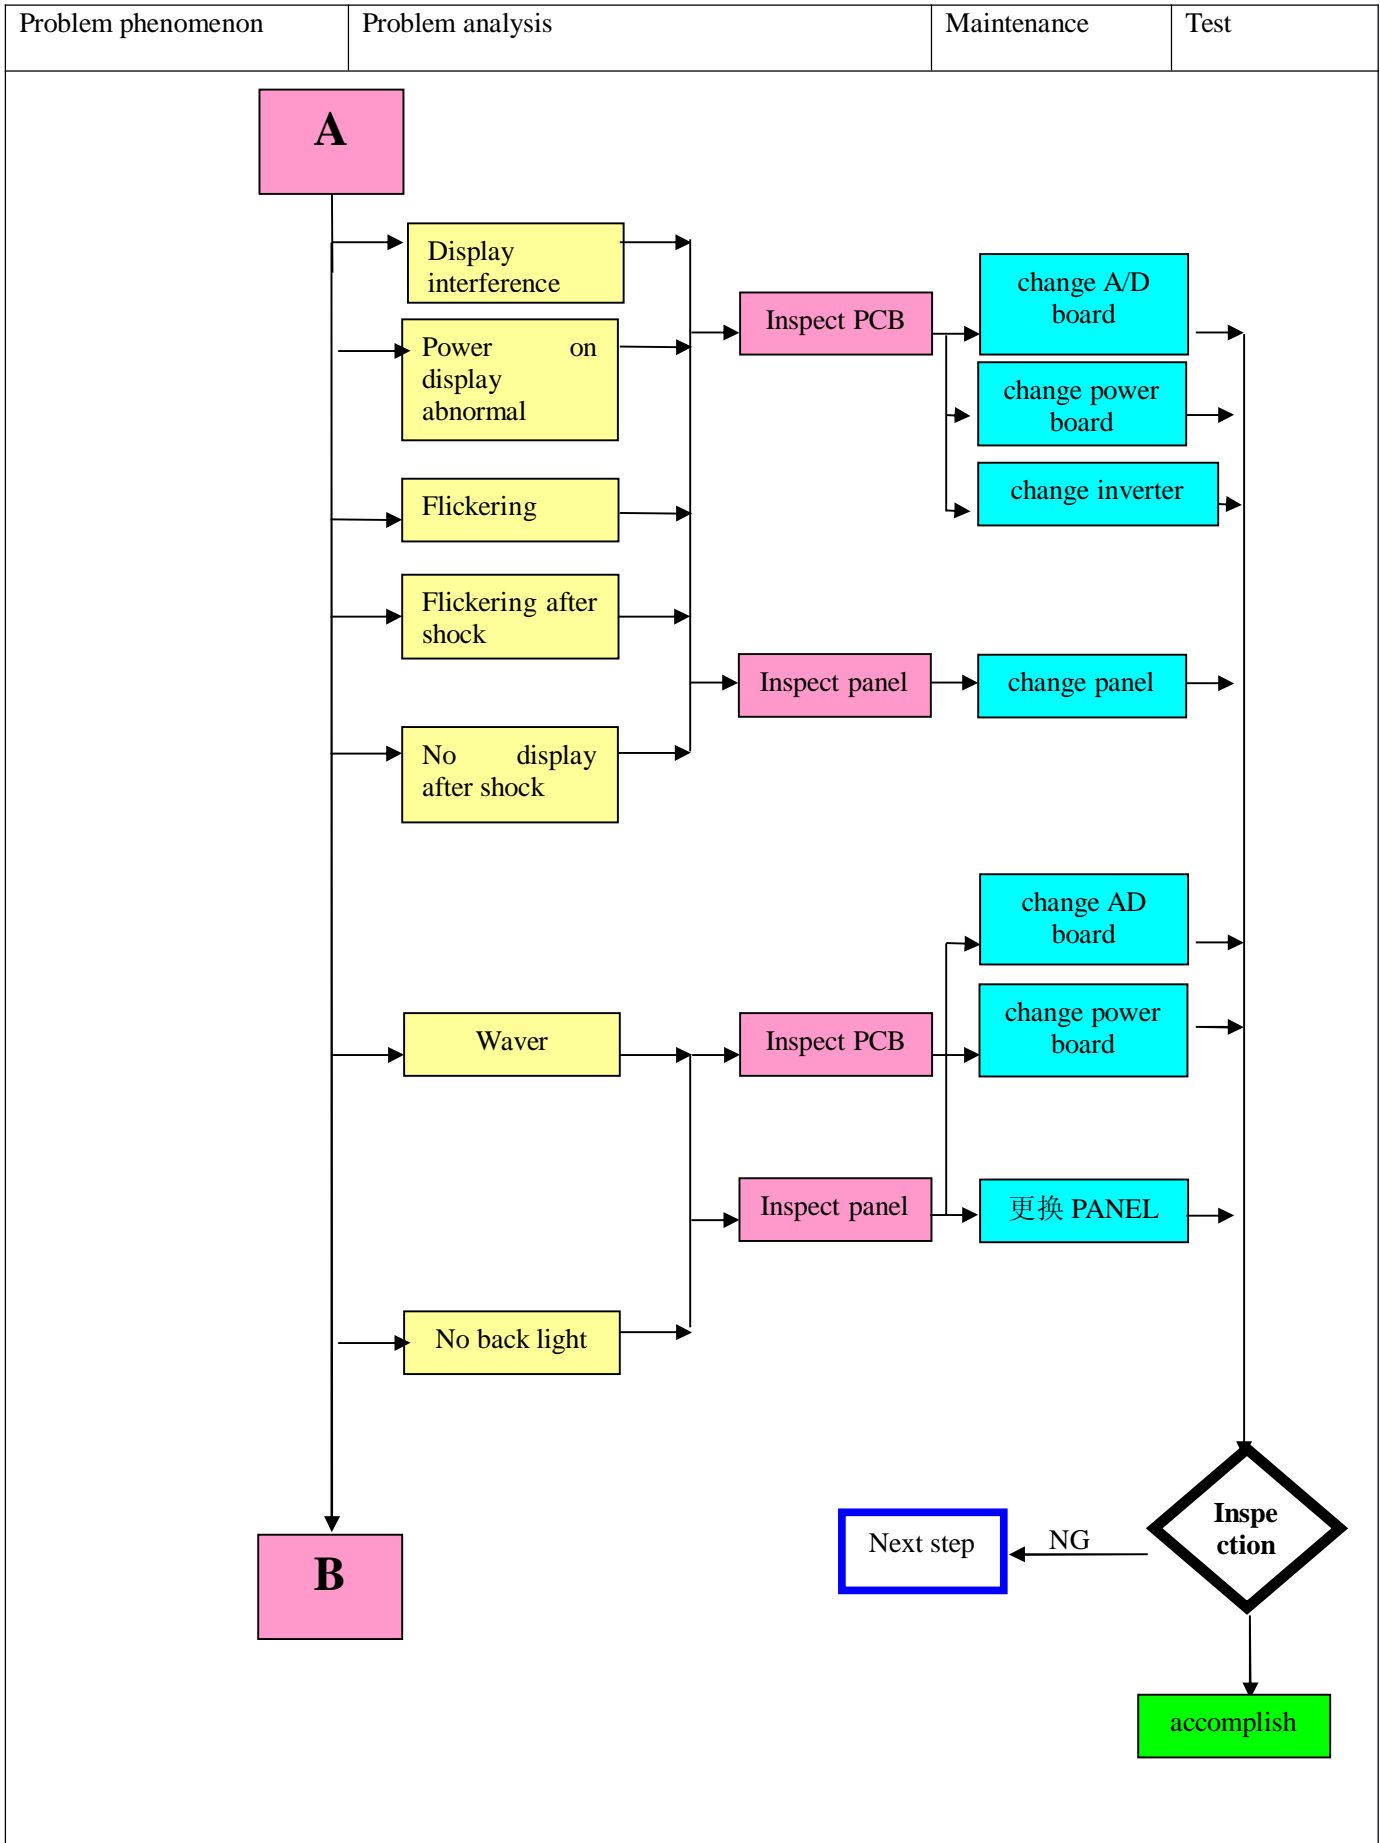 Problem phenomenon
Problem analysis
Maintenance
Test
A
Display
interference
Power on
display
abnormal
Flickering
Flickering after
shock
No display
after shock
Inspect PCB
change A/D
board
change power
board
change inverter
Inspect panel
change panel
Waver
Inspect PCB
change AD
board
change power
board
Inspect panel
更换 PANEL
No back light
B
Next step
NG
Inspe
ction
accomplish